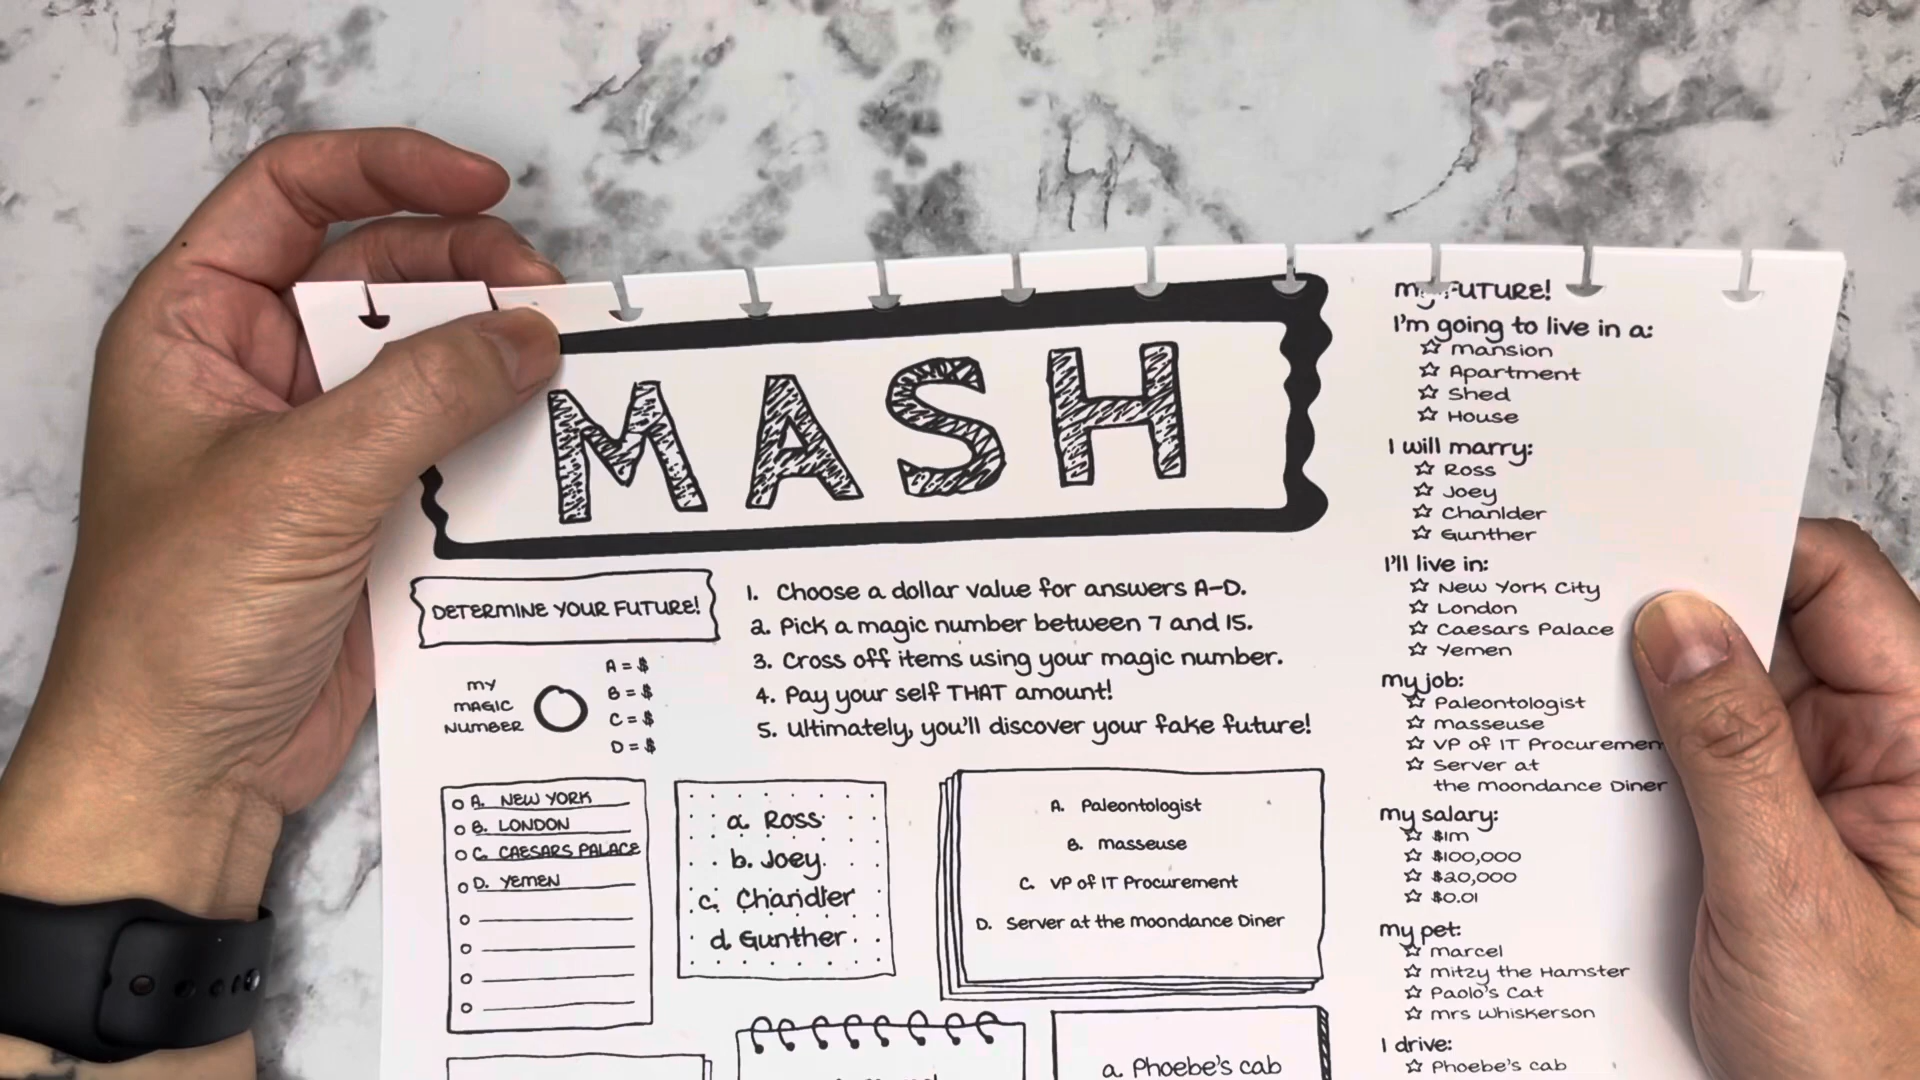 MASH
DETERMINE YOUR FUTURE!
MY
MAGIC
NUMBER
A = $
B = $
C = $
D = $
1. Choose a dollar value for answers A-D.
2. Pick a magic number between 7 and 15.
3. Cross off items using your magic number.
4. Pay your self THAT amount!
5. Ultimately, you'll discover your fake future!
A. NEW YORK
B. LONDON
C. CAESARS PALACE
D. YEMEN
a. Ross
b. Joey
c. Chandler
d. Gunther
A. Paleontologist
B. masseuse
C. VP of IT Procurement
D. Server at the moondance Diner
a. Phoebe's cab
my FUTURE!
I'm going to live in a:
mansion
Apartment
Shed
House
I will marry:
Ross
Joey
Chanlder
Gunther
I'll live in:
New York City
London
Caesars Palace
Yemen
my job:
Paleontologist
masseuse
VP of IT Procuremen
Server at
the moondance Diner
my salary:
$1m
$100,000
$20,000
$0.01
my pet:
marcel
mitzy the Hamster
Paolo's Cat
mrs Whiskerson
I drive:
Phoebe's cab